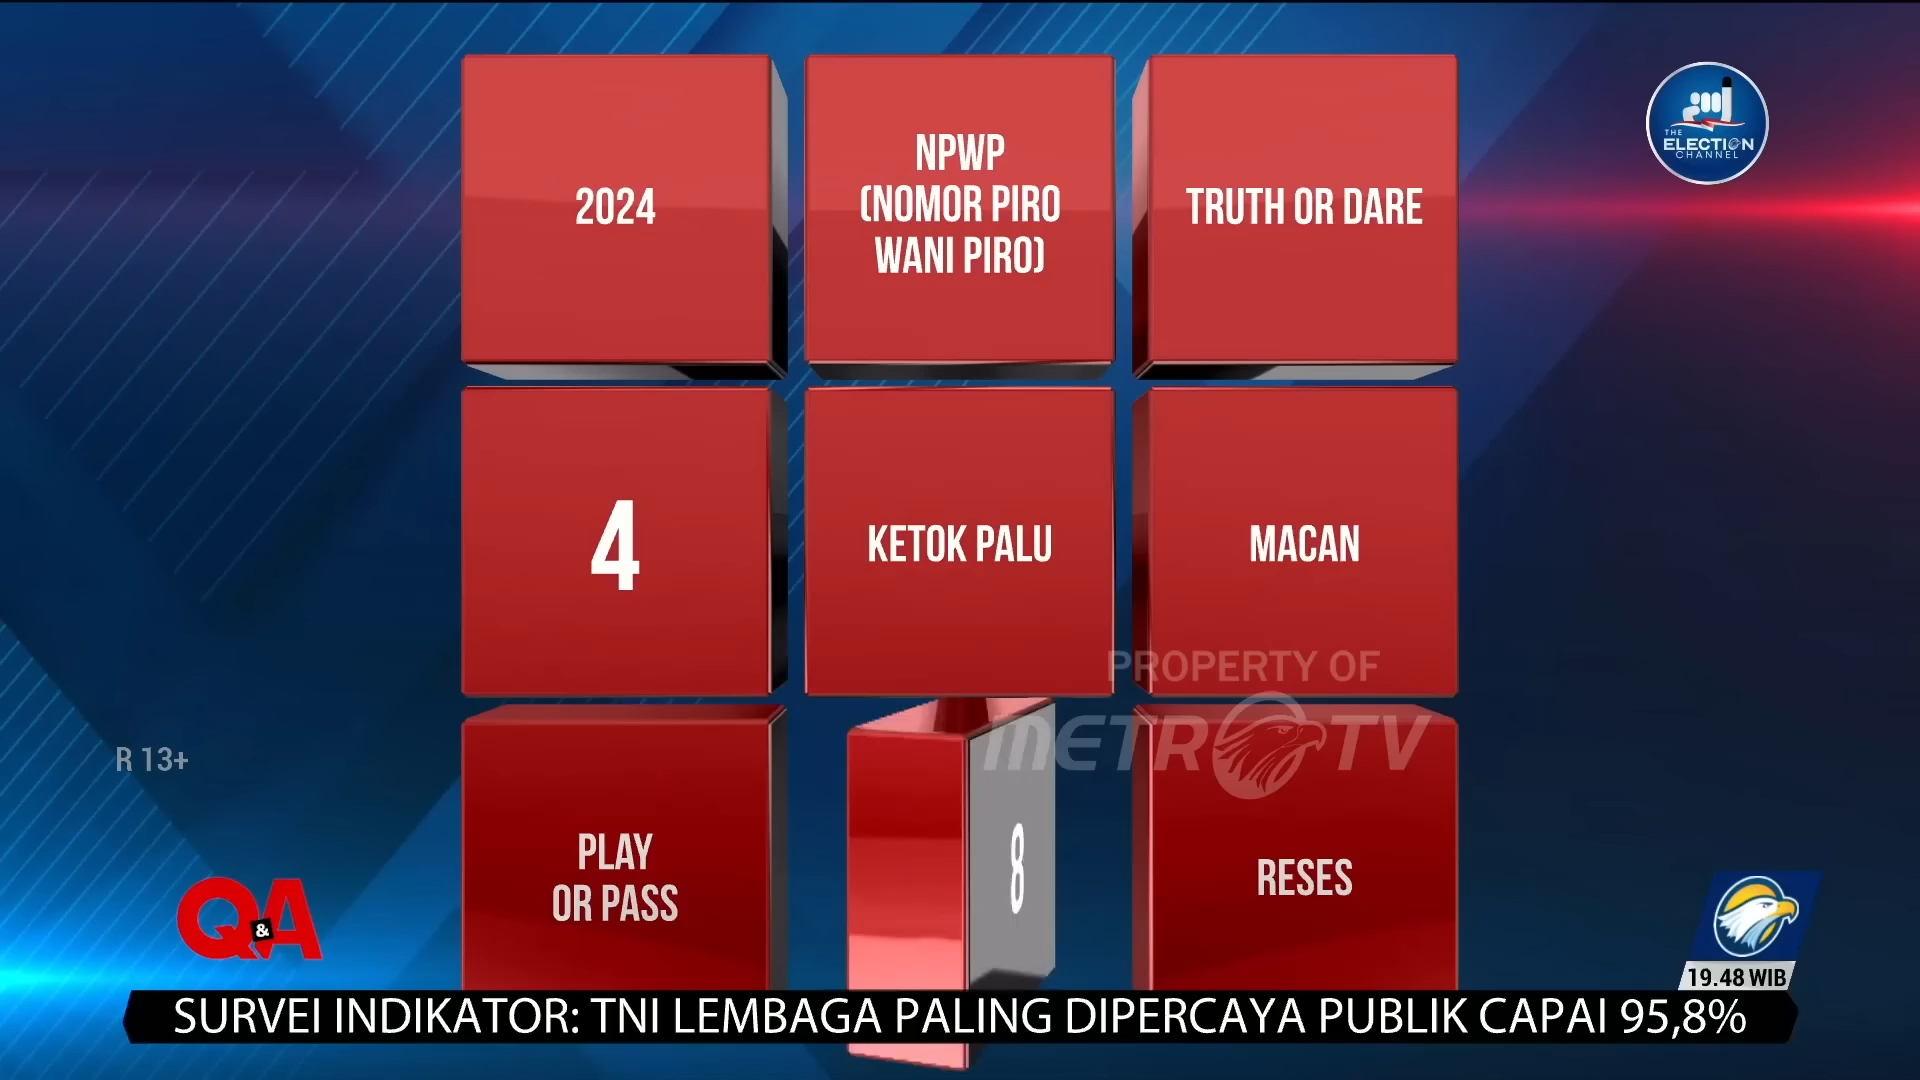 2024
NPWP
(NOMOR PIRO
WANI PIRO)
TRUTH OR DARE
THE
ELECTION
CHANNEL
4
KETOK PALU
MACAN
PROPERTY OF
METRO TV
R 13+
PLAY
OR PASS
8
RESES
Q&A
19.48 WIB
SURVEI INDIKATOR: TNI LEMBAGA PALING DIPERCAYA PUBLIK CAPAI 95,8%